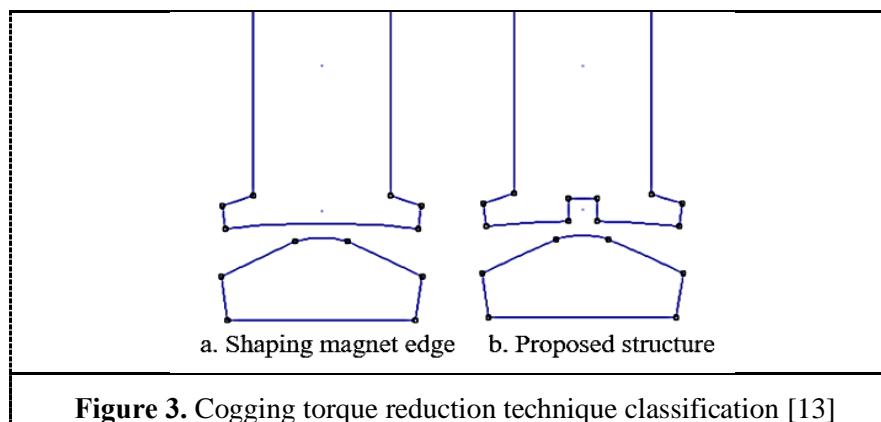 a. Shaping magnet edge b. Proposed structure
Figure 3. Cogging torque reduction technique classification [13]